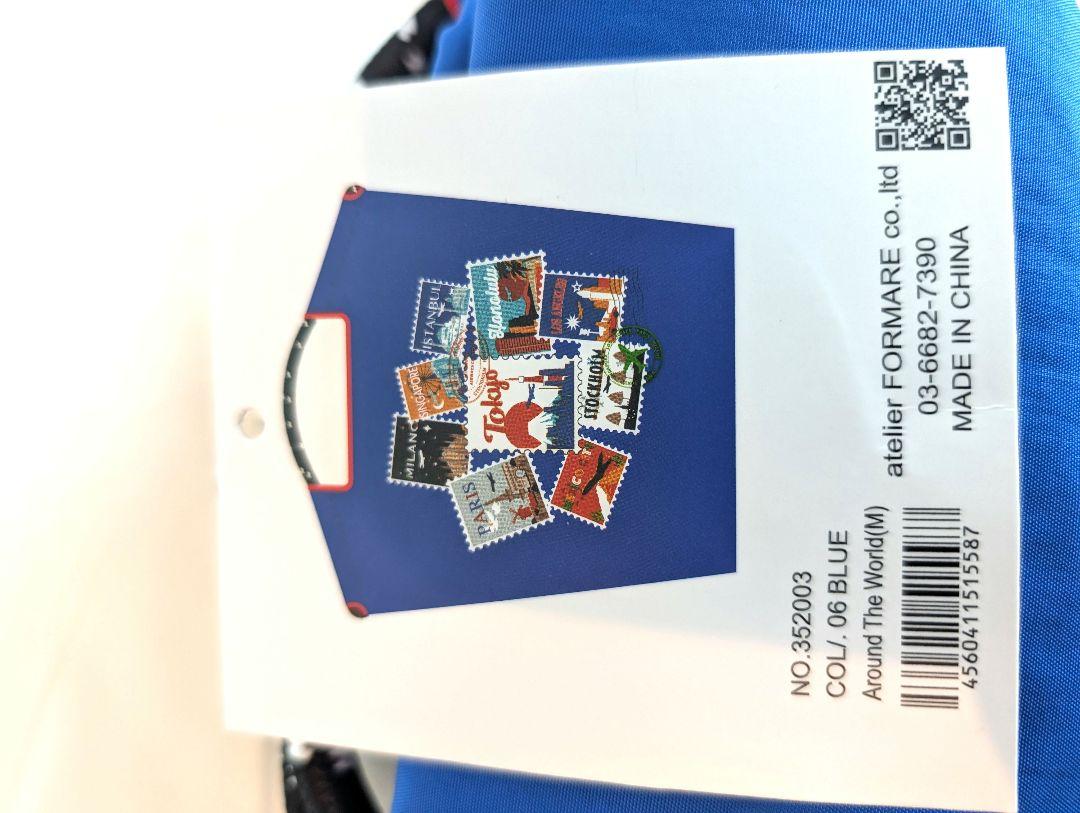 ISTANBUL
Honolulu
LOS ANGELES
SINGAPORE
Tokyo
STOCKHOLM
MILANO
PARIS
NO.352003
COL/. 06 BLUE
Around The World(M)
4560411515587
atelier FORMARE co.,ltd
03-6682-7390
MADE IN CHINA